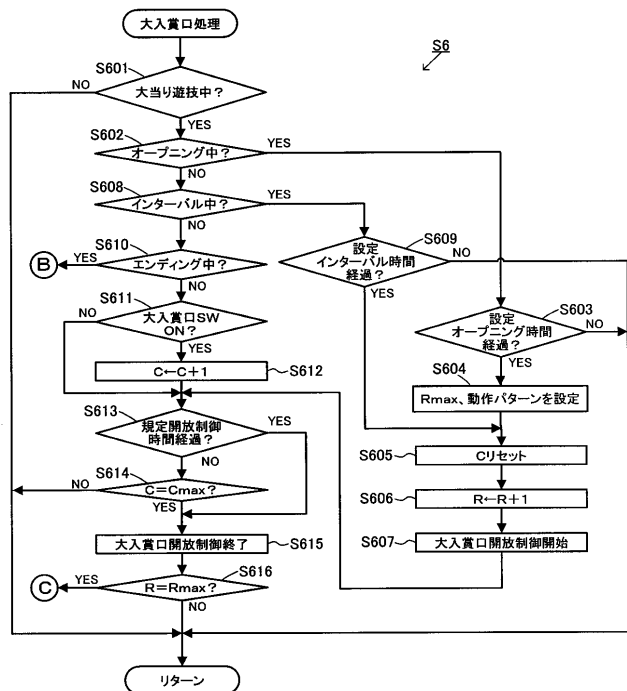 大入賞口処理
S6
S601
NO
大当り遊技中？
YES
S602
YES
オープニング中？
NO
S608
YES
インターバル中？
NO
S609
設定
インターバル時間
経過？
NO
YES
S610
YES
B
エンディング中？
NO
S603
設定
オープニング時間
経過？
NO
YES
S611
NO
大入賞口SW
ON？
YES
C←C+1
S612
S604
Rmax、動作パターンを設定
S613
規定開放制御
時間経過？
YES
NO
S605
Cリセット
S614
NO
C=Cmax？
YES
S606
R←R+1
大入賞口開放制御終了
S615
S607
大入賞口開放制御開始
S616
YES
C
R=Rmax？
NO
リターン